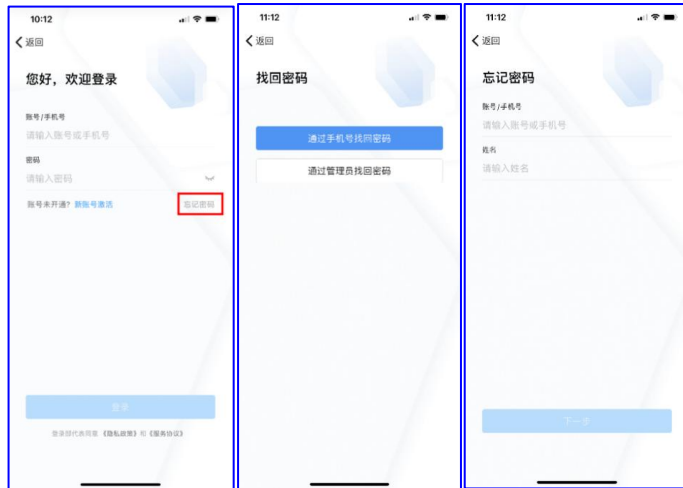 10:12
返回
您好，欢迎登录
账号/手机号
请输入账号或手机号
密码
请输入密码
账号未开通？新账号激活
忘记密码
登录
登录即代表同意《隐私政策》和《服务协议》
11:12
返回
找回密码
通过手机号找回密码
通过管理员找回密码
11:12
返回
忘记密码
账号/手机号
请输入账号或手机号
姓名
请输入姓名
下一步